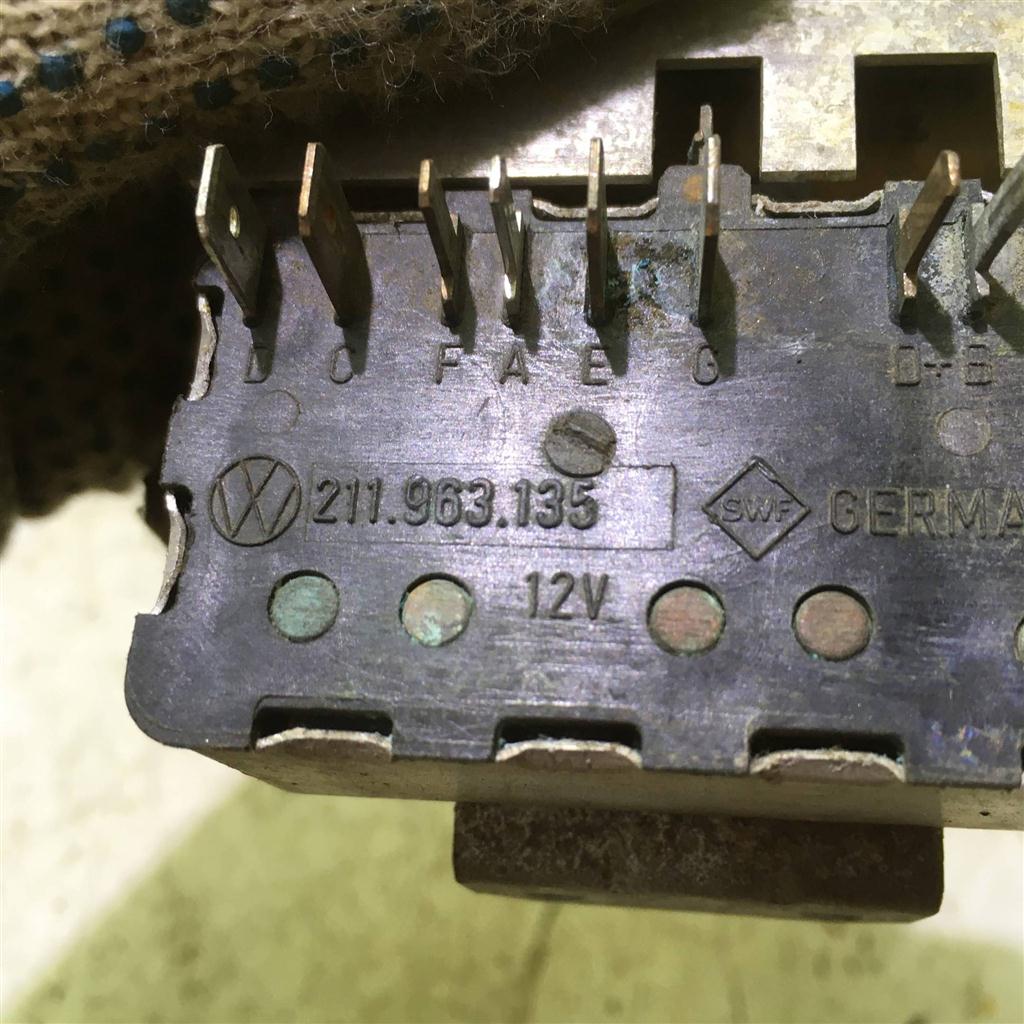 D C F A E G D+ B
VW 211.963.135 SWF GERMA
12V